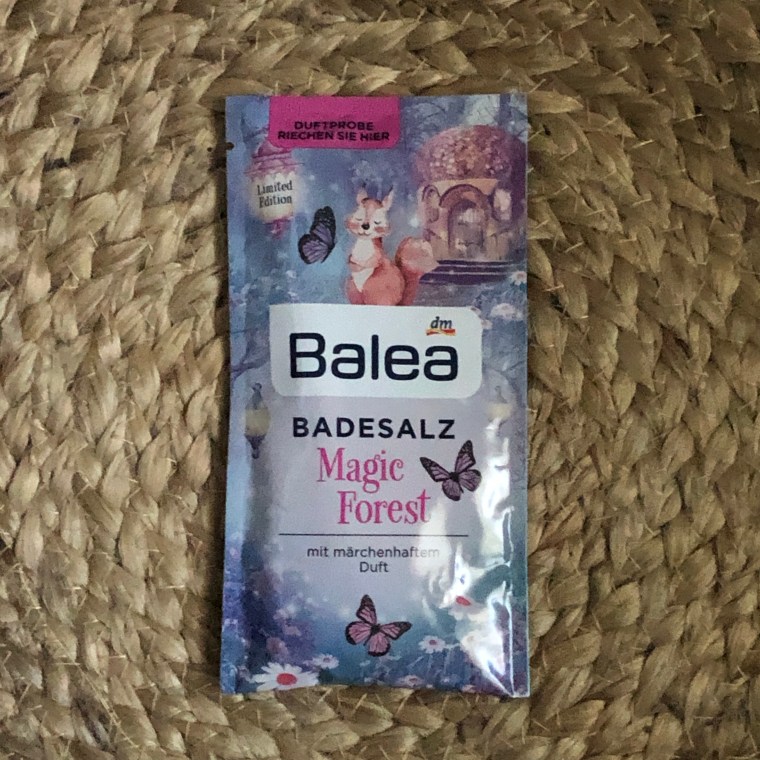 DUFTPROBE
RIECHEN SIE HIER
Limited
Edition
dm
Balea
BADESALZ
Magic
Forest
mit märchenhaftem
Duft